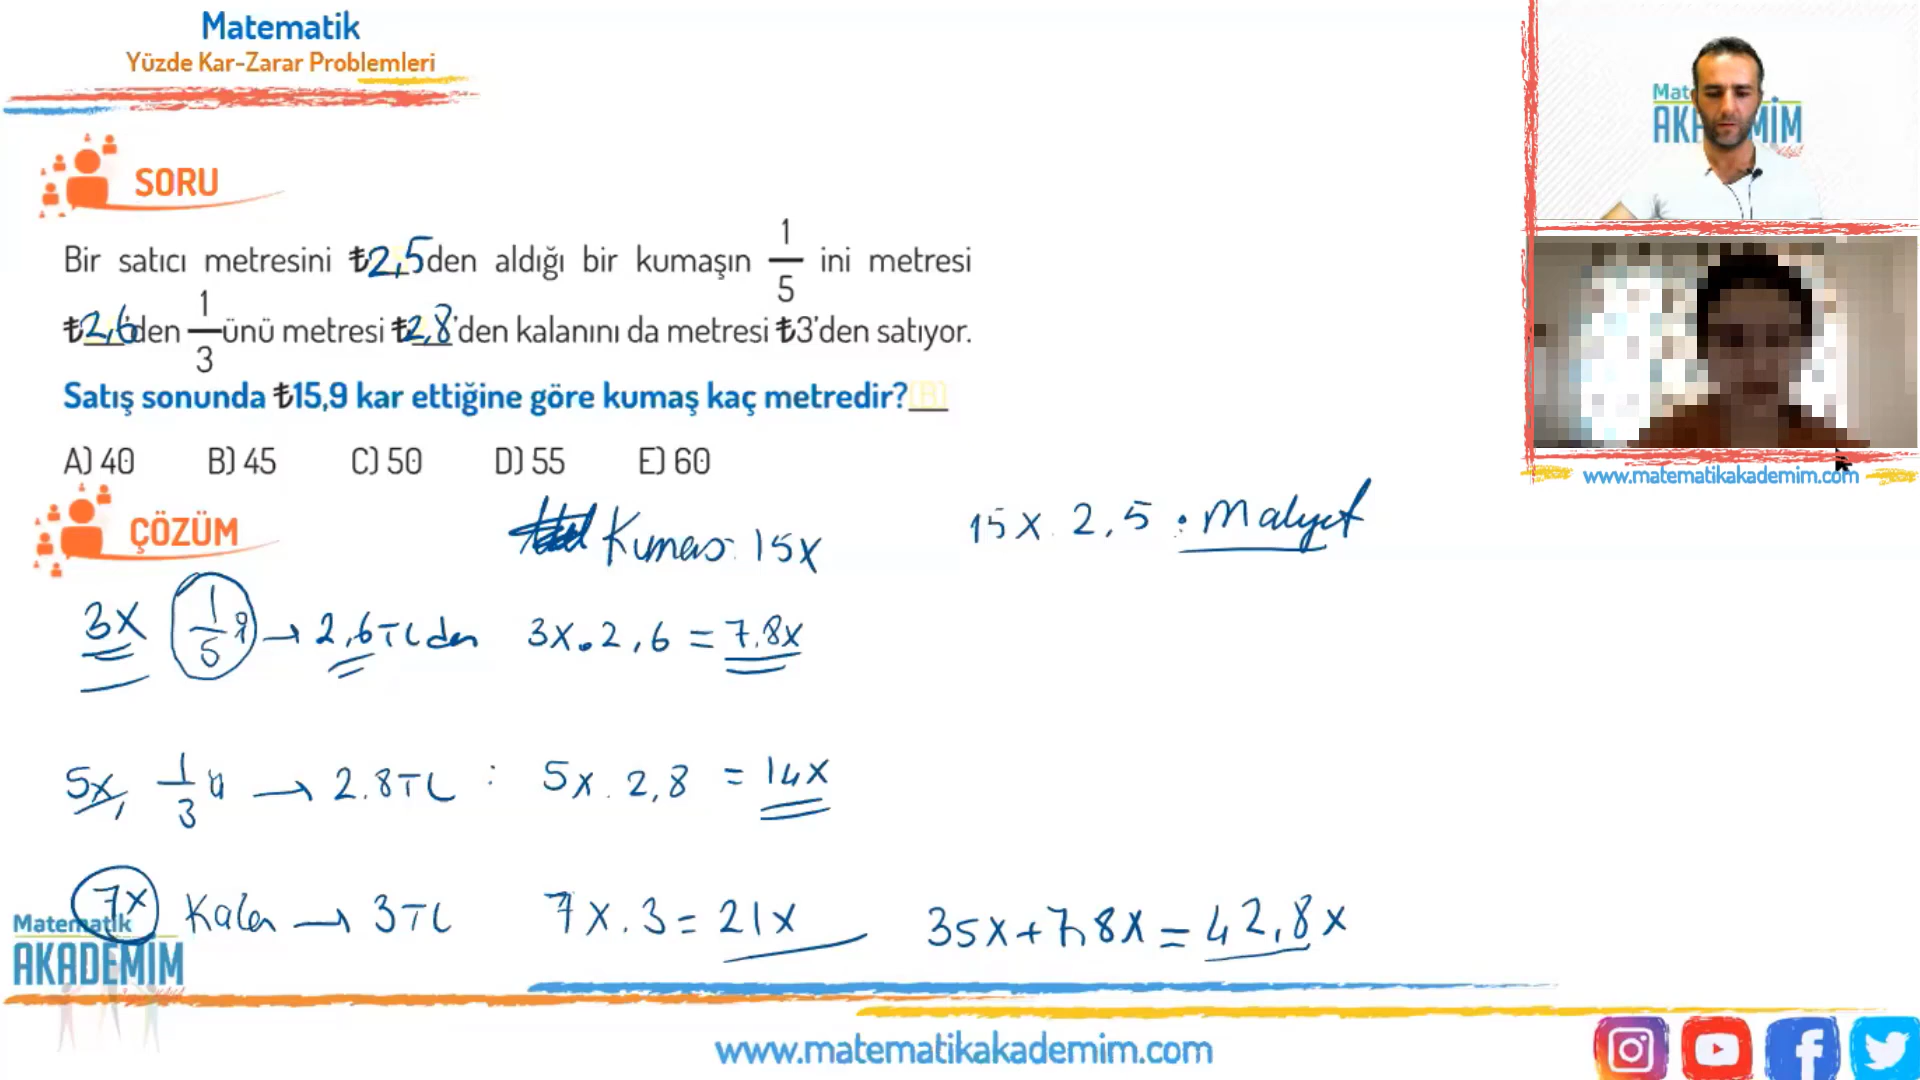 Matematik
Yüzde Kar-Zarar Problemleri
SORU
Bir satıcı metresini ₺2,5den aldığı bir kumaşın 1/5 ini metresi
₺2,6'den 1/3 ünü metresi ₺2,8'den kalanını da metresi ₺3'den satıyor.
Satış sonunda ₺15,9 kar ettiğine göre kumaş kaç metredir?
A) 40 B) 45 C) 50 D) 55 E) 60
ÇÖZÜM
Kumaş: 15x
15x . 2,5 : Malyet
3x 1/5 i → 2,6 TL den 3x . 2,6 = 7.8x
5x, 1/3 ü → 2.8 TL : 5x . 2,8 = 14x
7x Kalan → 3 TL 7x . 3 = 21x
35x + 7,8x = 42,8x
Matematik
AKADEMİM
www.matematikakademim.com
www.matematikakademim.com